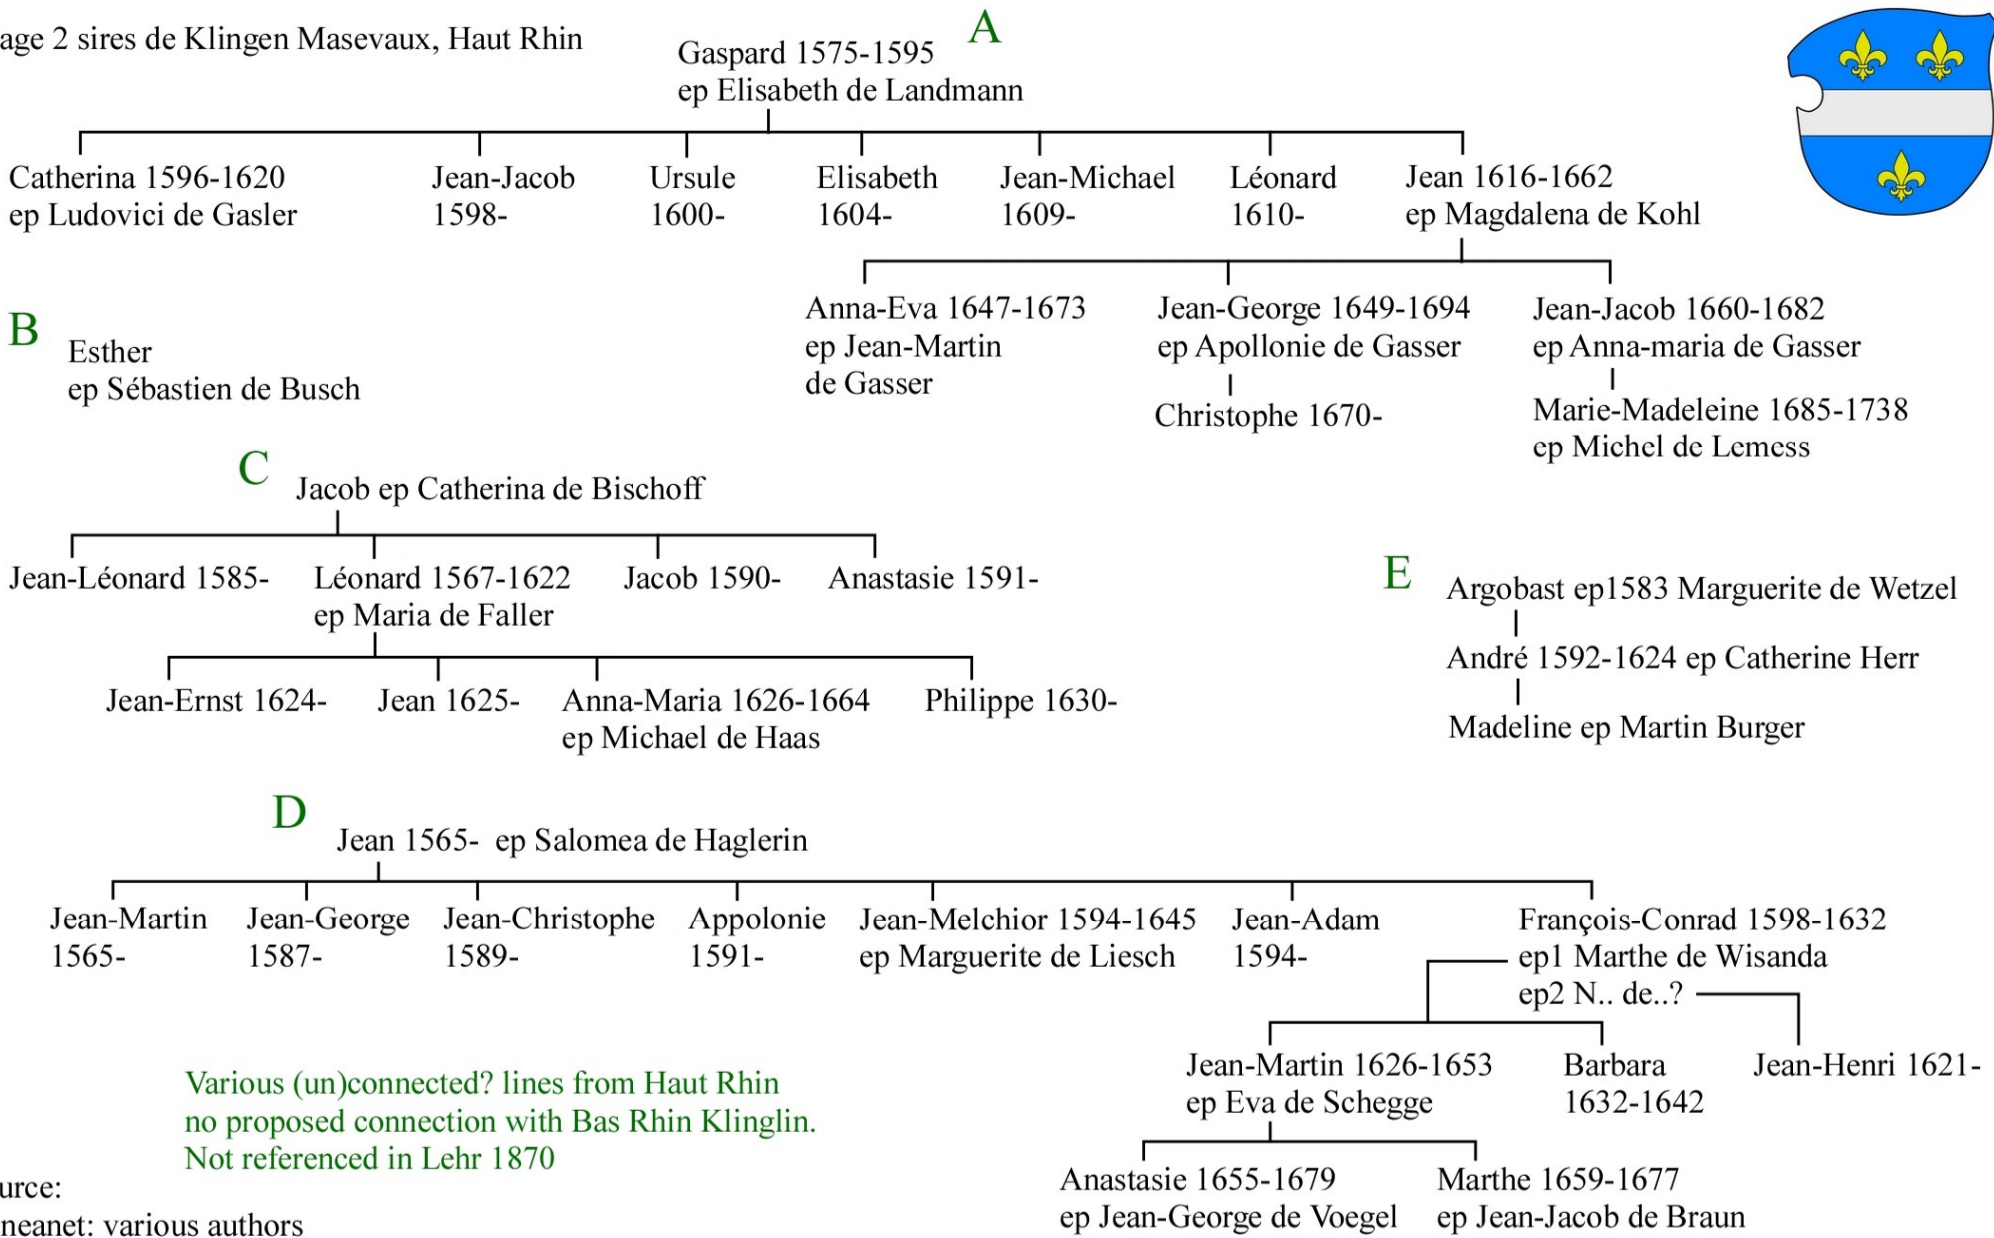 age 2 sires de Klingen Masevaux, Haut Rhin
A
Gaspard 1575-1595
ep Elisabeth de Landmann
Catherina 1596-1620
ep Ludovici de Gasler
Jean-Jacob
1598-
Ursule
1600-
Elisabeth
1604-
Jean-Michael
1609-
Léonard
1610-
Jean 1616-1662
ep Magdalena de Kohl
Anna-Eva 1647-1673
ep Jean-Martin
de Gasser
Jean-George 1649-1694
ep Apollonie de Gasser
Christophe 1670-
Jean-Jacob 1660-1682
ep Anna-maria de Gasser
Marie-Madeleine 1685-1738
ep Michel de Lemess
B
Esther
ep Sébastien de Busch
C
Jacob ep Catherina de Bischoff
Jean-Léonard 1585-
Léonard 1567-1622
ep Maria de Faller
Jacob 1590-
Anastasie 1591-
Jean-Ernst 1624-
Jean 1625-
Anna-Maria 1626-1664
ep Michael de Haas
Philippe 1630-
E
Argobast ep1583 Marguerite de Wetzel
André 1592-1624 ep Catherine Herr
Madeline ep Martin Burger
D
Jean 1565- ep Salomea de Haglerin
Jean-Martin
1565-
Jean-George
1587-
Jean-Christophe
1589-
Appolonie
1591-
Jean-Melchior 1594-1645
ep Marguerite de Liesch
Jean-Adam
1594-
François-Conrad 1598-1632
ep1 Marthe de Wisanda
ep2 N.. de..?
Jean-Martin 1626-1653
ep Eva de Schegge
Barbara
1632-1642
Jean-Henri 1621-
Anastasie 1655-1679
ep Jean-George de Voegel
Marthe 1659-1677
ep Jean-Jacob de Braun
Various (un)connected? lines from Haut Rhin
no proposed connection with Bas Rhin Klinglin.
Not referenced in Lehr 1870
urce:
neanet: various authors